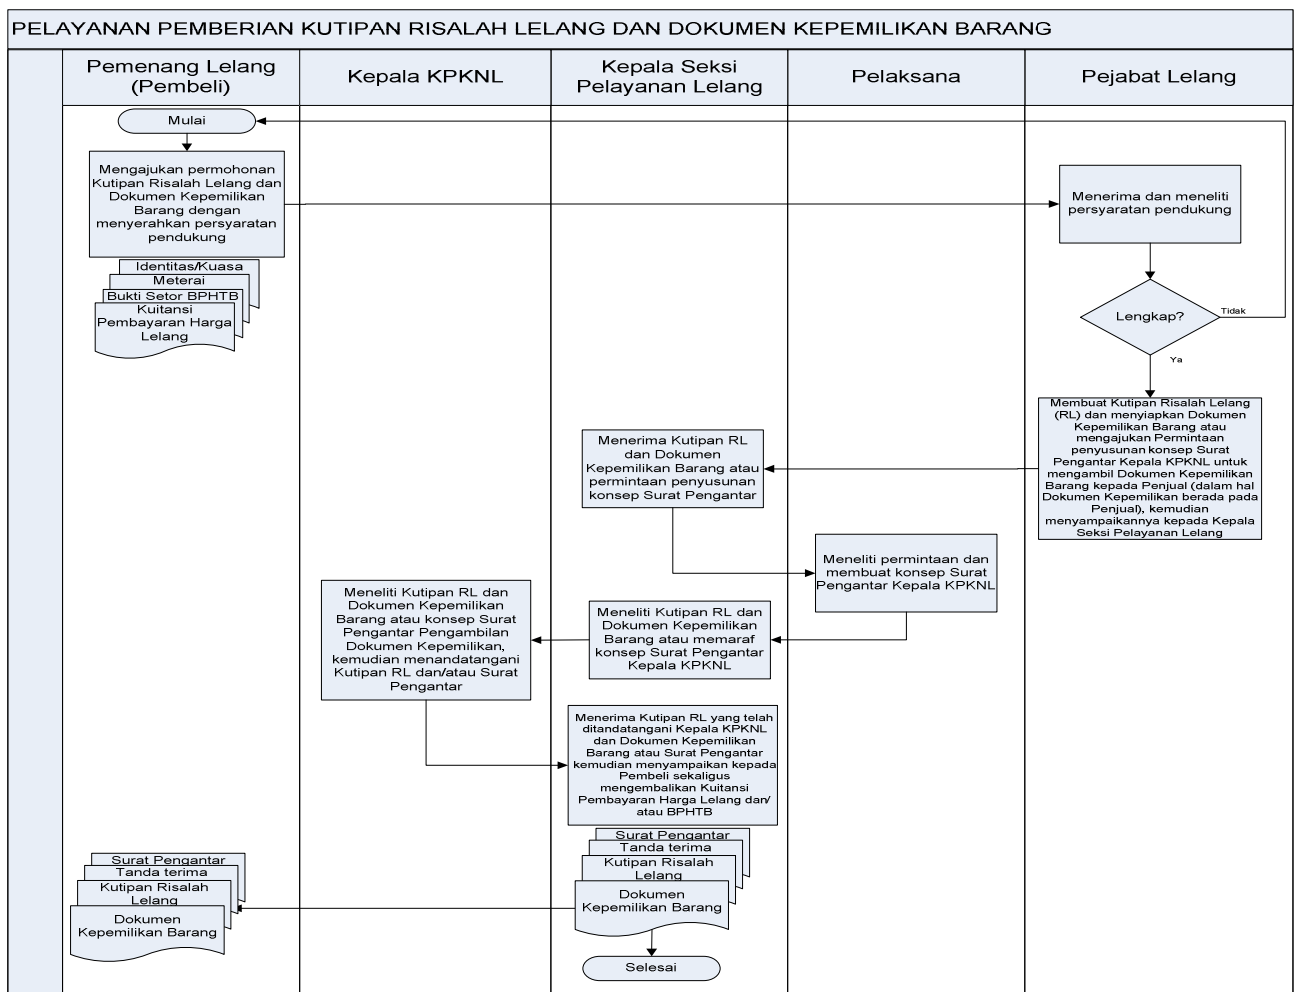 PELAYANAN PEMBERIAN KUTIPAN RISALAH LELANG DAN DOKUMEN KEPEMILIKAN BARANG
Pemenang Lelang
(Pembeli)
Kepala KPKNL
Kepala Seksi
Pelayanan Lelang
Pelaksana
Pejabat Lelang
Mulai
Mengajukan permohonan
Kutipan Risalah Lelang dan
Dokumen Kepemilikan
Barang dengan
menyerahkan persyaratan
pendukung
Identitas/Kuasa
Meterai
Bukti Setor BPHTB
Kuitansi
Pembayaran Harga
Lelang
Menerima dan meneliti
persyaratan pendukung
Lengkap?
Tidak
Ya
Membuat Kutipan Risalah Lelang
(RL) dan menyiapkan Dokumen
Kepemilikan Barang atau
mengajukan Permintaan
penyusunan konsep Surat
Pengantar Kepala KPKNL untuk
mengambil Dokumen Kepemilikan
Barang kepada Penjual (dalam hal
Dokumen Kepemilikan berada pada
Penjual), kemudian
menyampaikannya kepada Kepala
Seksi Pelayanan Lelang
Menerima Kutipan RL
dan Dokumen
Kepemilikan Barang atau
permintaan penyusunan
konsep Surat Pengantar
Meneliti permintaan dan
membuat konsep Surat
Pengantar Kepala KPKNL
Meneliti Kutipan RL dan
Dokumen Kepemilikan
Barang atau memaraf
konsep Surat Pengantar
Kepala KPKNL
Meneliti Kutipan RL dan
Dokumen Kepemilikan
Barang atau konsep Surat
Pengantar Pengambilan
Dokumen Kepemilikan,
kemudian menandatangani
Kutipan RL dan/atau Surat
Pengantar
Menerima Kutipan RL yang telah
ditandatangani Kepala KPKNL
dan Dokumen Kepemilikan
Barang atau Surat Pengantar
kemudian menyampaikan kepada
Pembeli sekaligus
mengembalikan Kuitansi
Pembayaran Harga Lelang dan/
atau BPHTB
Surat Pengantar
Tanda terima
Kutipan Risalah
Lelang
Dokumen
Kepemilikan Barang
Surat Pengantar
Tanda terima
Kutipan Risalah
Lelang
Dokumen
Kepemilikan Barang
Selesai